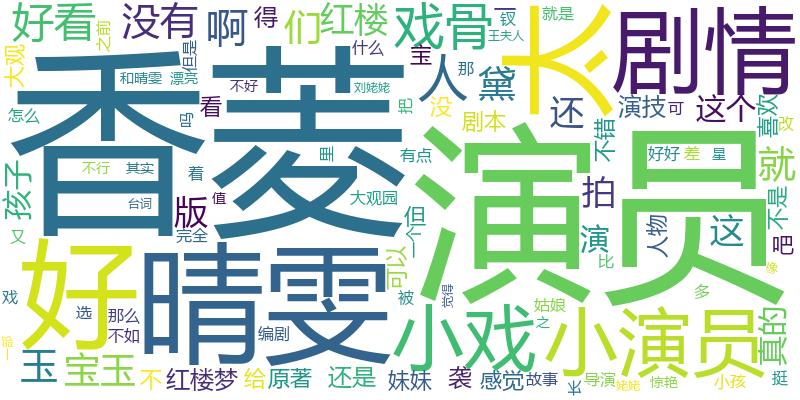 好看
没有
啊
得
们
红楼
戏骨
一
钗
王夫人
就是
太
剧情
大观
之前
但是
和晴雯
漂亮
什么
宝
刘姥姥
那
人
黛
不好
怎么
吗
看
没
把
剧本
还
演技
可
这个
喜欢
改
香菱
演员
里
有点
不错
好好
差
星
就
孩子
不行
其实
着
版
台词
值
大观园
但
一个
拍
不是
又
完全
可以
演
人物
这
吧
比
好
晴雯
小戏
小演员
被
觉得
姑娘
之
多
像
戏
选
那么
不如
编剧
真的
玉
宝玉
不
红楼梦
给
原著
还是
妹妹
袭
感觉
故事
导演
姥姥
惊艳
小孩
挺